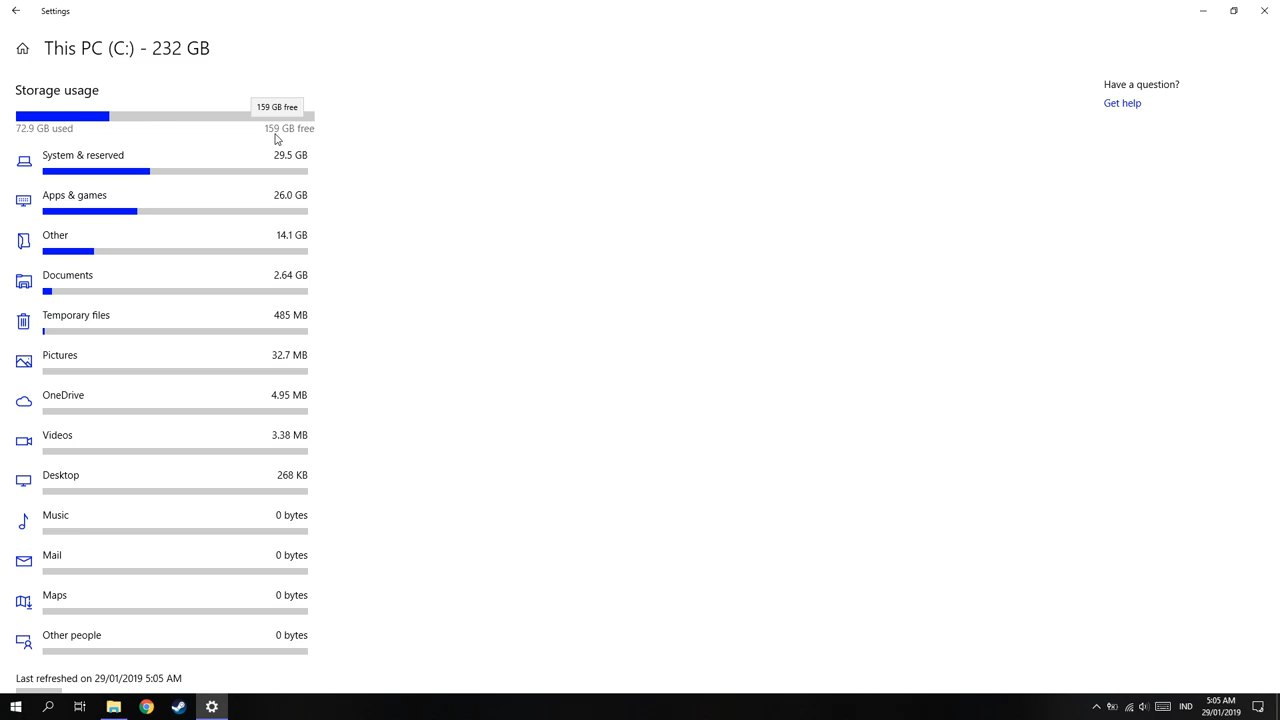 Settings
This PC (C:) - 232 GB
Storage usage
159 GB free
72.9 GB used
159 GB free
System & reserved
29.5 GB
Apps & games
26.0 GB
Other
14.1 GB
Documents
2.64 GB
Temporary files
485 MB
Pictures
32.7 MB
OneDrive
4.95 MB
Videos
3.38 MB
Desktop
268 KB
Music
0 bytes
Mail
0 bytes
Maps
0 bytes
Other people
0 bytes
Last refreshed on 29/01/2019 5:05 AM
Have a question?
Get help
IND
5:05 AM
29/01/2019